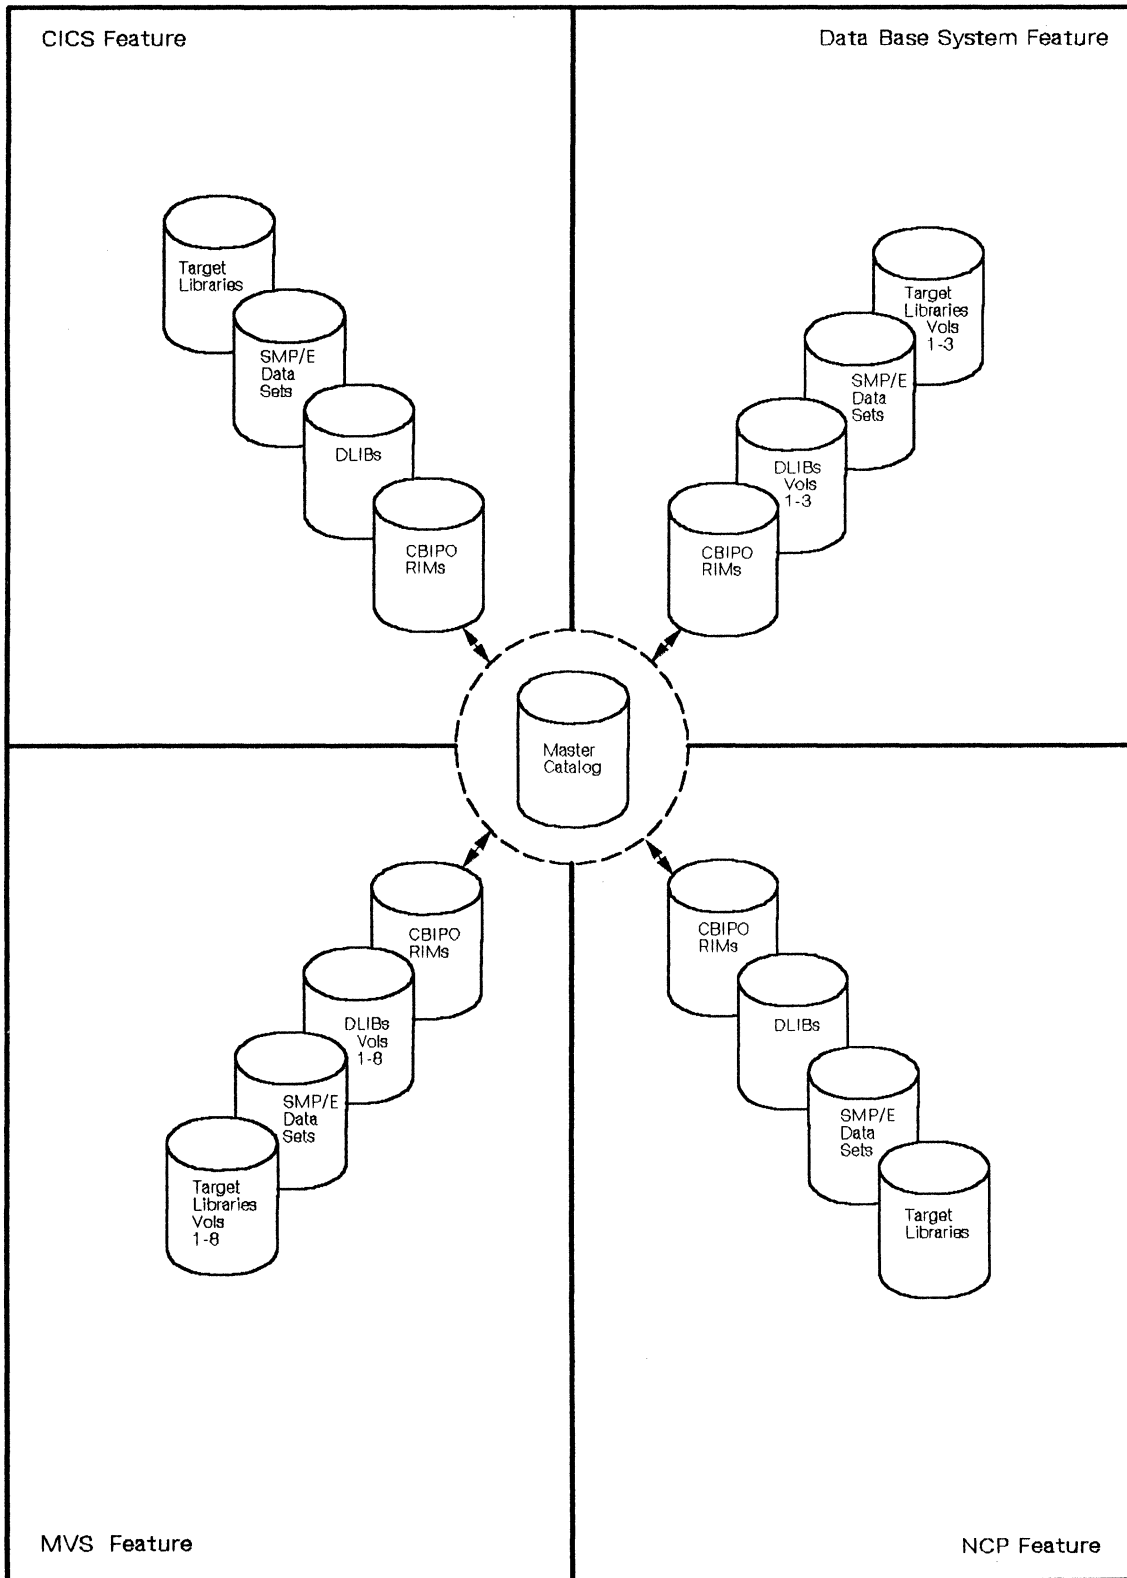 CICS Feature
Data Base System Feature
Target
Libraries
SMP/E
Data
Sets
DLIBs
CBIPO
RIMs
Target
Libraries
Vols
1-3
SMP/E
Data
Sets
DLIBs
Vols
1-3
CBIPO
RIMs
Master
Catalog
CBIPO
RIMs
DLIBs
Vols
1-8
SMP/E
Data
Sets
Target
Libraries
Vols
1-8
CBIPO
RIMs
DLIBs
SMP/E
Data
Sets
Target
Libraries
MVS Feature
NCP Feature